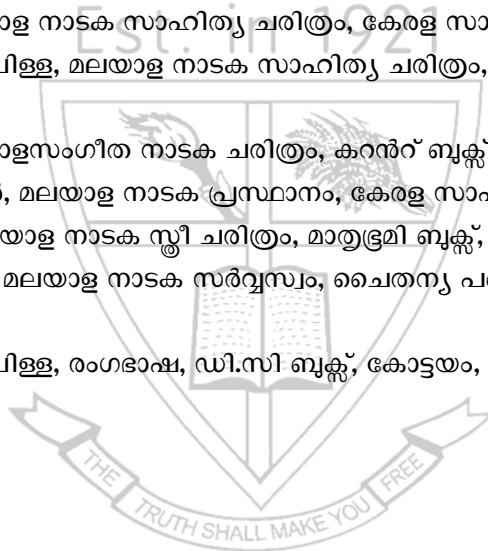 Est. in 1921
ാള നാടക സാഹിത്യ ചരിത്രം, കേരള സാ
പിള്ള, മലയാള നാടക സാഹിത്യ ചരിത്രം,
ാളസംഗീത നാടക ചരിത്രം, കറൻറ് ബുക്സ്
മലയാള നാടക പ്രസ്ഥാനം, കേരള സാഹ
യാള നാടക സ്ത്രീ ചരിത്രം, മാതൃഭൂമി ബുക്സ്,
മലയാള നാടക സർവ്വസ്വം, ചൈതന്യ പ
പിള്ള, രംഗഭാഷ, ഡി.സി ബുക്സ്, കോട്ടയം,
THE TRUTH SHALL MAKE YOU FREE